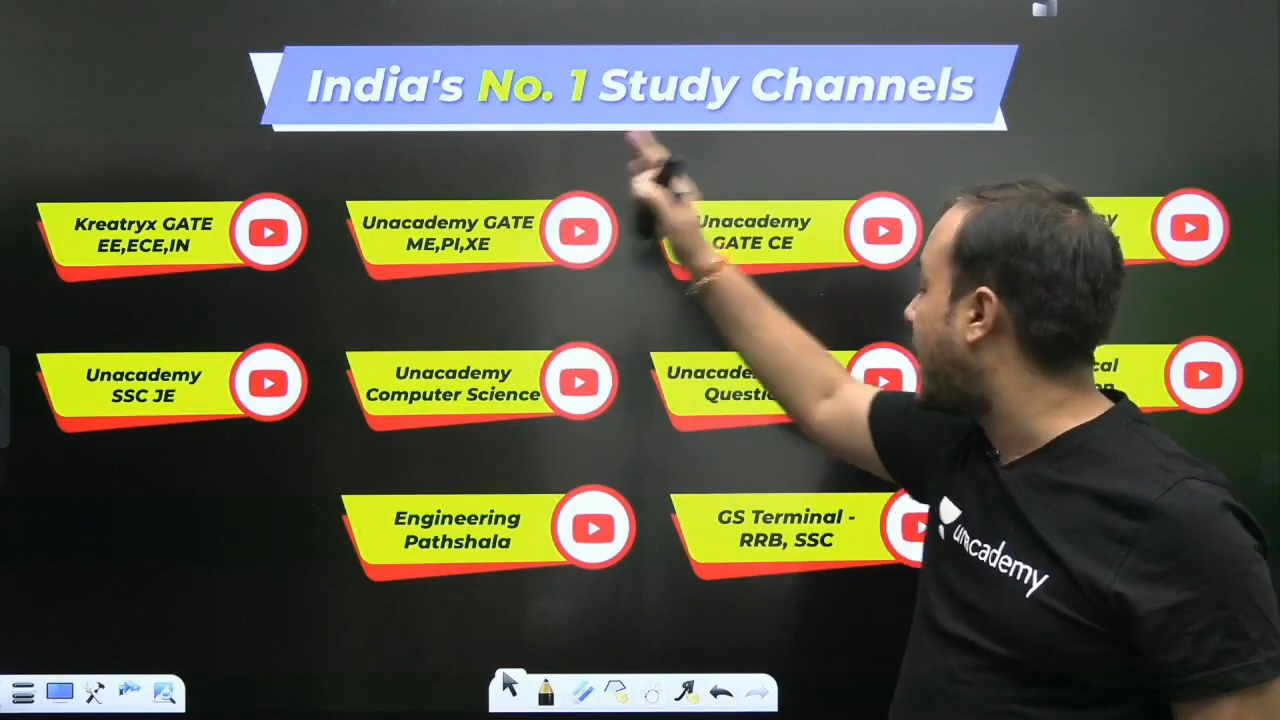 India's No. 1 Study Channels
Kreatryx GATE
EE,ECE,IN
Unacademy GATE
ME,PI,XE
Unacademy
GATE CE
Unacademy
SSC JE
Unacademy
Computer Science
Engineering
Pathshala
GS Terminal -
RRB, SSC
unacademy